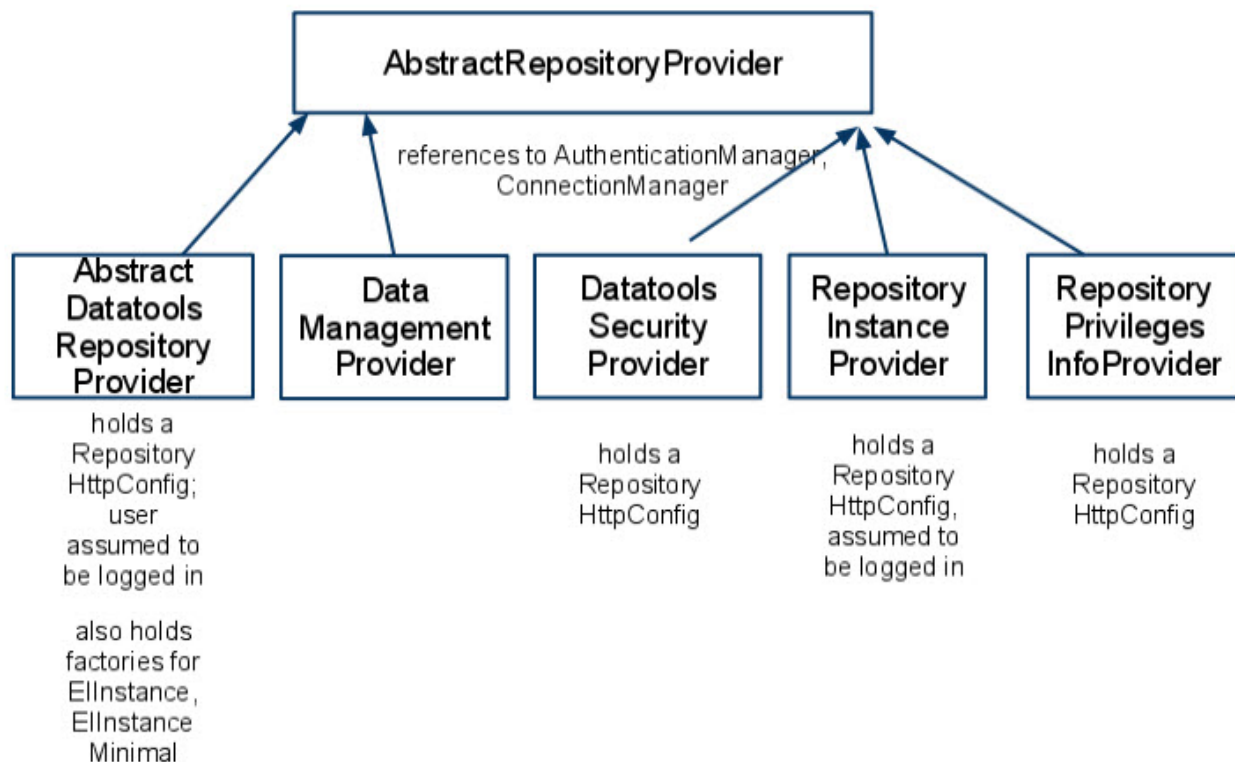 AbstractRepositoryProvider
references to AuthenticationManager,
ConnectionManager
Abstract
Datatools
Repository
Provider
Data
Management
Provider
Datatools
Security
Provider
Repository
Instance
Provider
Repository
Privileges
InfoProvider
holds a
Repository
HttpConfig;
user
assumed to
be logged in
also holds
factories for
EIInstance,
EIInstance
Minimal
holds a
Repository
HttpConfig
holds a
Repository
HttpConfig,
assumed to
be logged in
holds a
Repository
HttpConfig